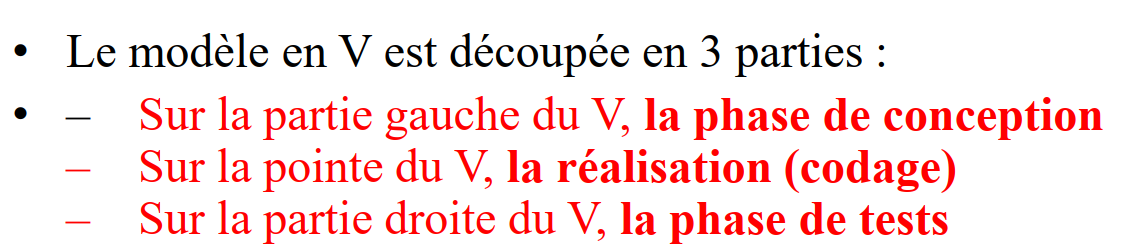 • Le modèle en V est découpée en 3 parties :
• – Sur la partie gauche du V, la phase de conception
– Sur la pointe du V, la réalisation (codage)
– Sur la partie droite du V, la phase de tests